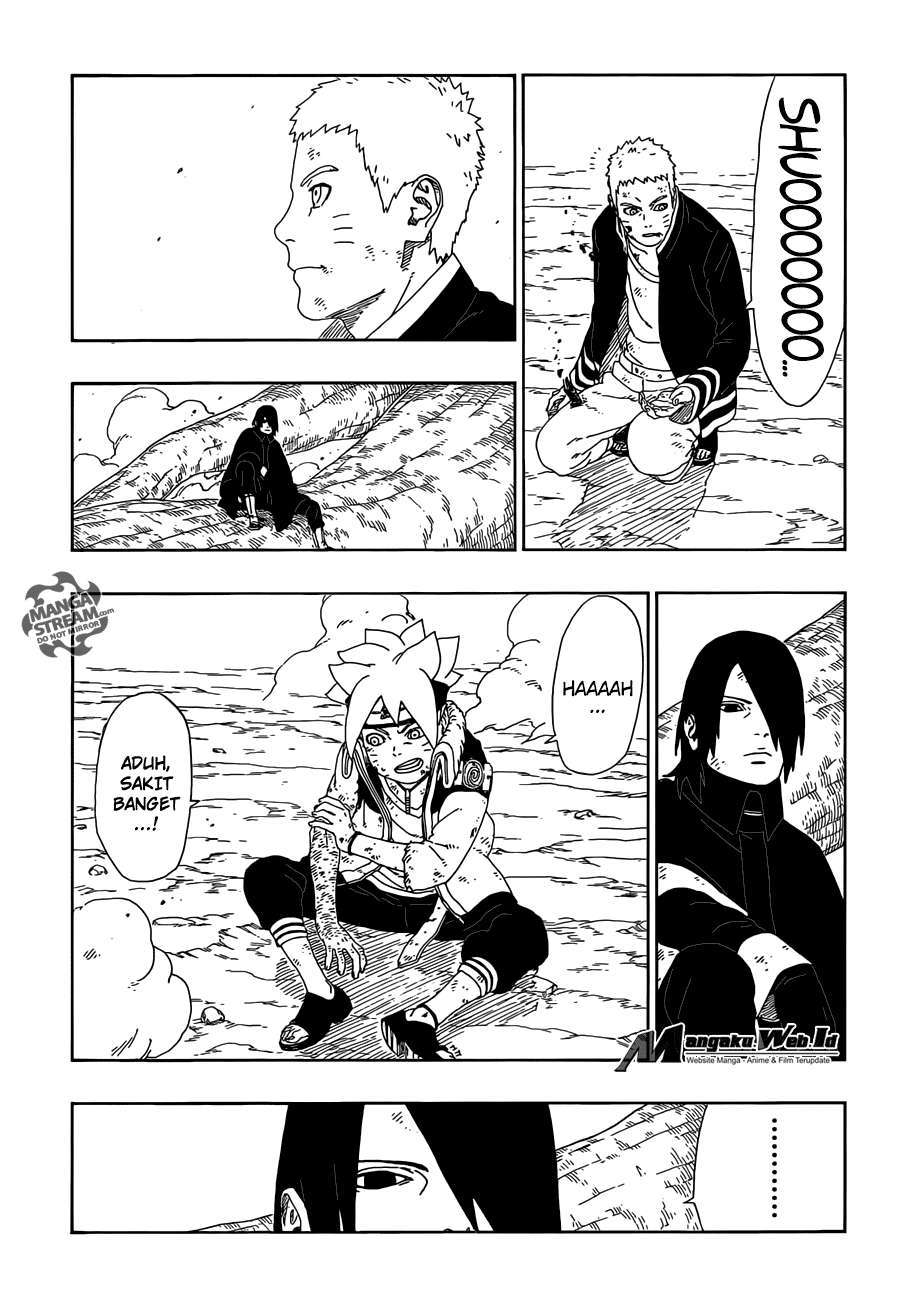 SHUOOOOOOO...
HAAAAH
...
ADUH,
SAKIT
BANGET
...!
MANGA
STREAM.com
DO NOT MIRROR
Mangaku.Web.Id
Website Manga - Anime & Film Terupdate
.........